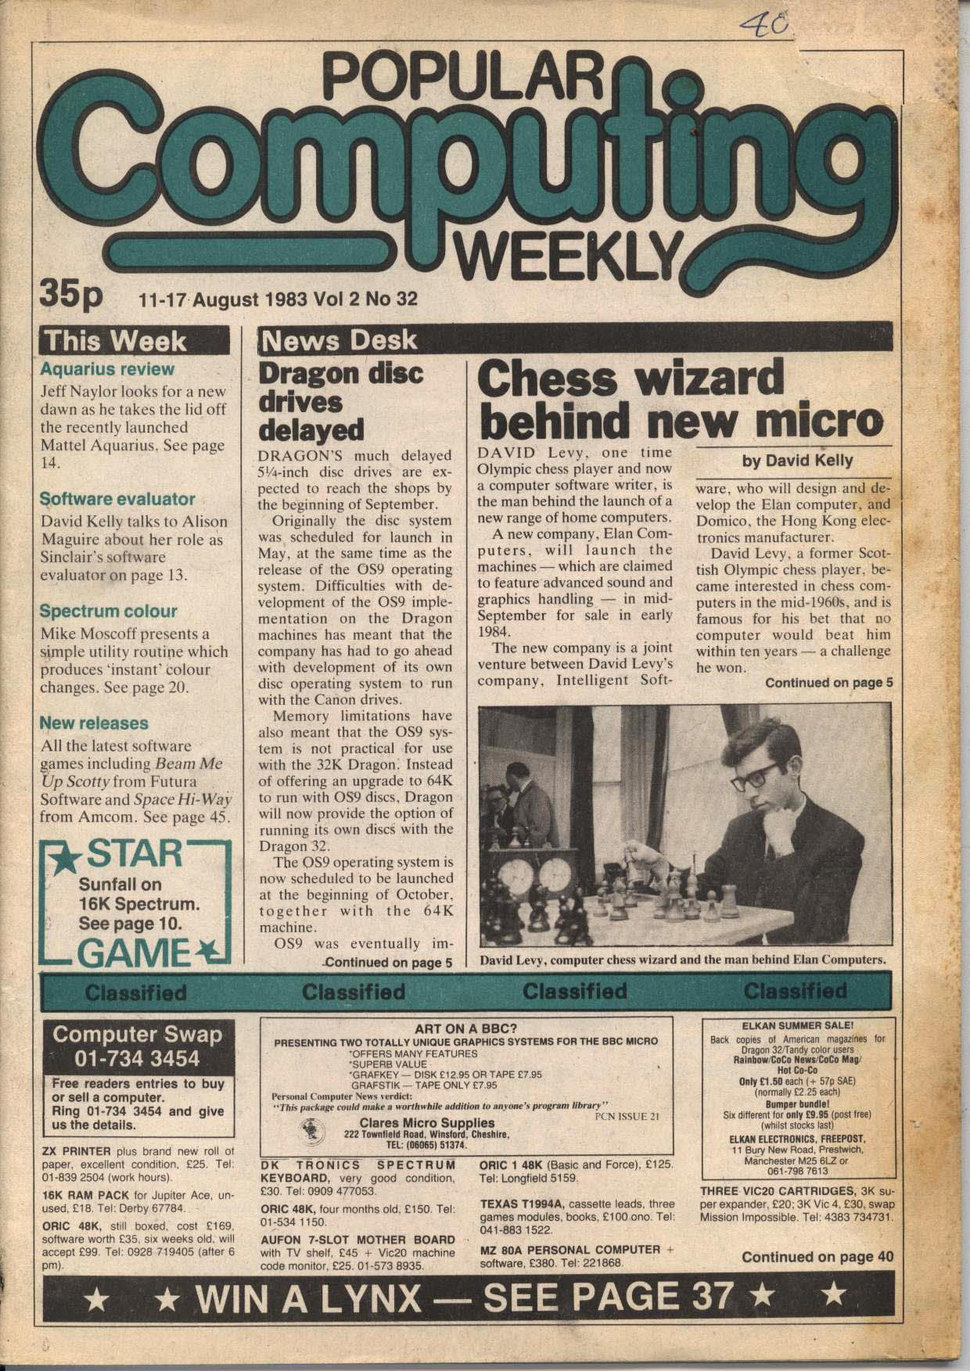 40
POPULAR
Computing
WEEKLY
35p
11-17 August 1983 Vol 2 No 32
This Week
Aquarius review
Jeff Naylor looks for a new
dawn as he takes the lid off
the recently launched
Mattel Aquarius. See page
14.
Software evaluator
David Kelly talks to Alison
Maguire about her role as
Sinclair's software
evaluator on page 13.
Spectrum colour
Mike Moscoff presents a
simple utility routine which
produces 'instant' colour
changes. See page 20.
New releases
All the latest software
games including Beam Me
Up Scotty from Futura
Software and Space Hi-Way
from Amcom. See page 45.
STAR
Sunfall on
16K Spectrum.
See page 10.
GAME
News Desk
Dragon disc
drives
delayed
DRAGON'S much delayed
5¼-inch disc drives are ex-
pected to reach the shops by
the beginning of September.
Originally the disc system
was scheduled for launch in
May, at the same time as the
release of the OS9 operating
system. Difficulties with de-
velopment of the OS9 imple-
mentation on the Dragon
machines has meant that the
company has had to go ahead
with development of its own
disc operating system to run
with the Canon drives.
Memory limitations have
also meant that the OS9 sys-
tem is not practical for use
with the 32K Dragon. Instead
of offering an upgrade to 64K
to run with OS9 discs, Dragon
will now provide the option of
running its own discs with the
Dragon 32.
The OS9 operating system is
now scheduled to be launched
at the beginning of October,
together with the 64K
machine.
OS9 was eventually im-
Continued on page 5
Chess wizard
behind new micro
DAVID Levy, one time
Olympic chess player and now
a computer software writer, is
the man behind the launch of a
new range of home computers.
A new company, Elan Com-
puters, will launch the
machines — which are claimed
to feature advanced sound and
graphics handling — in mid-
September for sale in early
1984.
The new company is a joint
venture between David Levy's
company, Intelligent Soft-
by David Kelly
ware, who will design and de-
velop the Elan computer, and
Domico, the Hong Kong elec-
tronics manufacturer.
David Levy, a former Scot-
tish Olympic chess player, be-
came interested in chess com-
puters in the mid-1960s, and is
famous for his bet that no
computer would beat him
within ten years — a challenge
he won.
Continued on page 5
David Levy, computer chess wizard and the man behind Elan Computers.
Classified Classified Classified Classified
Computer Swap
01-734 3454
Free readers entries to buy
or sell a computer.
Ring 01-734 3454 and give
us the details.
ZX PRINTER plus brand new roll of
paper, excellent condition, £25. Tel:
01-839 2504 (work hours).
16K RAM PACK for Jupiter Ace, un-
used, £18. Tel: Derby 67784.
ORIC 48K, still boxed, cost £169,
software worth £35, six weeks old, will
accept £99. Tel: 0928 719405 (after 6
pm).
ART ON A BBC?
PRESENTING TWO TOTALLY UNIQUE GRAPHICS SYSTEMS FOR THE BBC MICRO
*OFFERS MANY FEATURES
*SUPERB VALUE
*GRAFKEY — DISK £12.95 OR TAPE £7.95
GRAFSTIK — TAPE ONLY £7.95
Personal Computer News verdict:
"This package could make a worthwhile addition to anyone's program library"
PCN ISSUE 21
Clares Micro Supplies
222 Townfield Road, Winsford, Cheshire,
TEL: (06065) 51374.
DK TRONICS SPECTRUM
KEYBOARD, very good condition,
£30. Tel: 0909 477053.
ORIC 48K, four months old, £150. Tel:
01-534 1150.
AUFON 7-SLOT MOTHER BOARD
with TV shelf, £45 + Vic20 machine
code monitor, £25. 01-573 8935.
ORIC 1 48K (Basic and Force), £125.
Tel: Longfield 5159.
TEXAS T1994A, cassette leads, three
games modules, books, £100.ono. Tel:
041-883 1522.
MZ 80A PERSONAL COMPUTER +
software, £380. Tel: 221868.
ELKAN SUMMER SALE!
Back copies of American magazines for
Dragon 32/Tandy color users
Rainbow/CoCo News/CoCo Mag/
Hot Co-Co
Only £1.50 each (+ 57p SAE)
(normally £2.25 each)
Bumper bundle!
Six different for only £9.95 (post free)
(whilst stocks last)
ELKAN ELECTRONICS, FREEPOST,
11 Bury New Road, Prestwich,
Manchester M25 6LZ or
061-798 7613
THREE VIC20 CARTRIDGES, 3K su-
per expander, £20; 3K Vic 4, £30, swap
Mission Impossible. Tel: 4383 734731.
Continued on page 40
WIN A LYNX — SEE PAGE 37